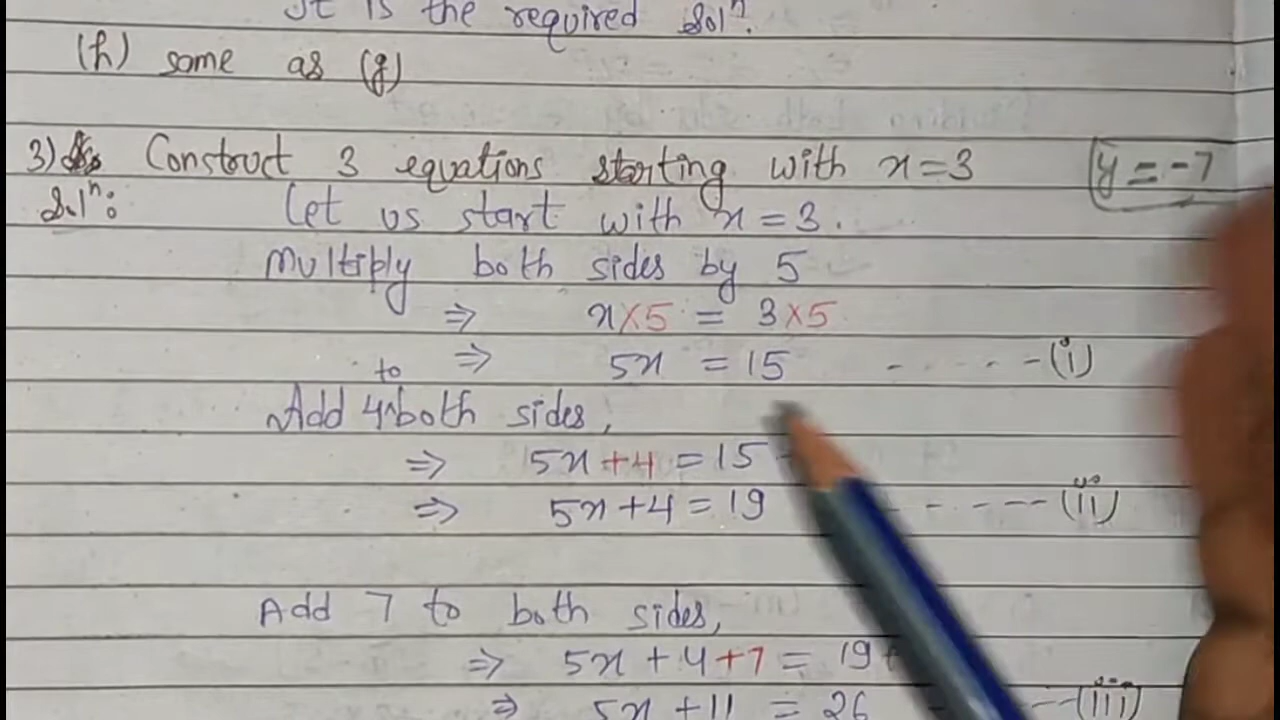 It is the required Solⁿ.
(h) same as (g)
3) Construct 3 equations starting with x = 3 y = -7
Solⁿ: Let us start with x = 3.
Multiply both sides by 5
⇒ x×5 = 3×5
⇒ 5x = 15 - - - - - (i)
Add 4 to both sides,
⇒ 5x + 4 = 15 +
⇒ 5x + 4 = 19 - - - - - (ii)
Add 7 to both sides,
⇒ 5x + 4 + 7 = 19 +
⇒ 5x + 11 = 26 - - - - (iii)